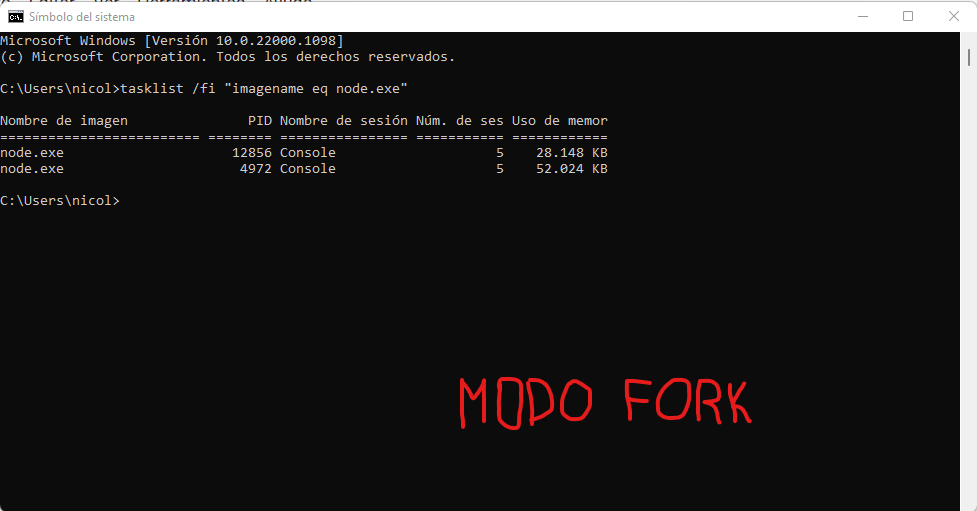 Símbolo del sistema
Microsoft Windows [Versión 10.0.22000.1098]
(c) Microsoft Corporation. Todos los derechos reservados.
C:\Users\nicol>tasklist /fi "imagename eq node.exe"
Nombre de imagen PID Nombre de sesión Núm. de ses Uso de memor
========================= ======== ================ =========== ============
node.exe 12856 Console 5 28.148 KB
node.exe 4972 Console 5 52.024 KB
C:\Users\nicol>
MODO FORK